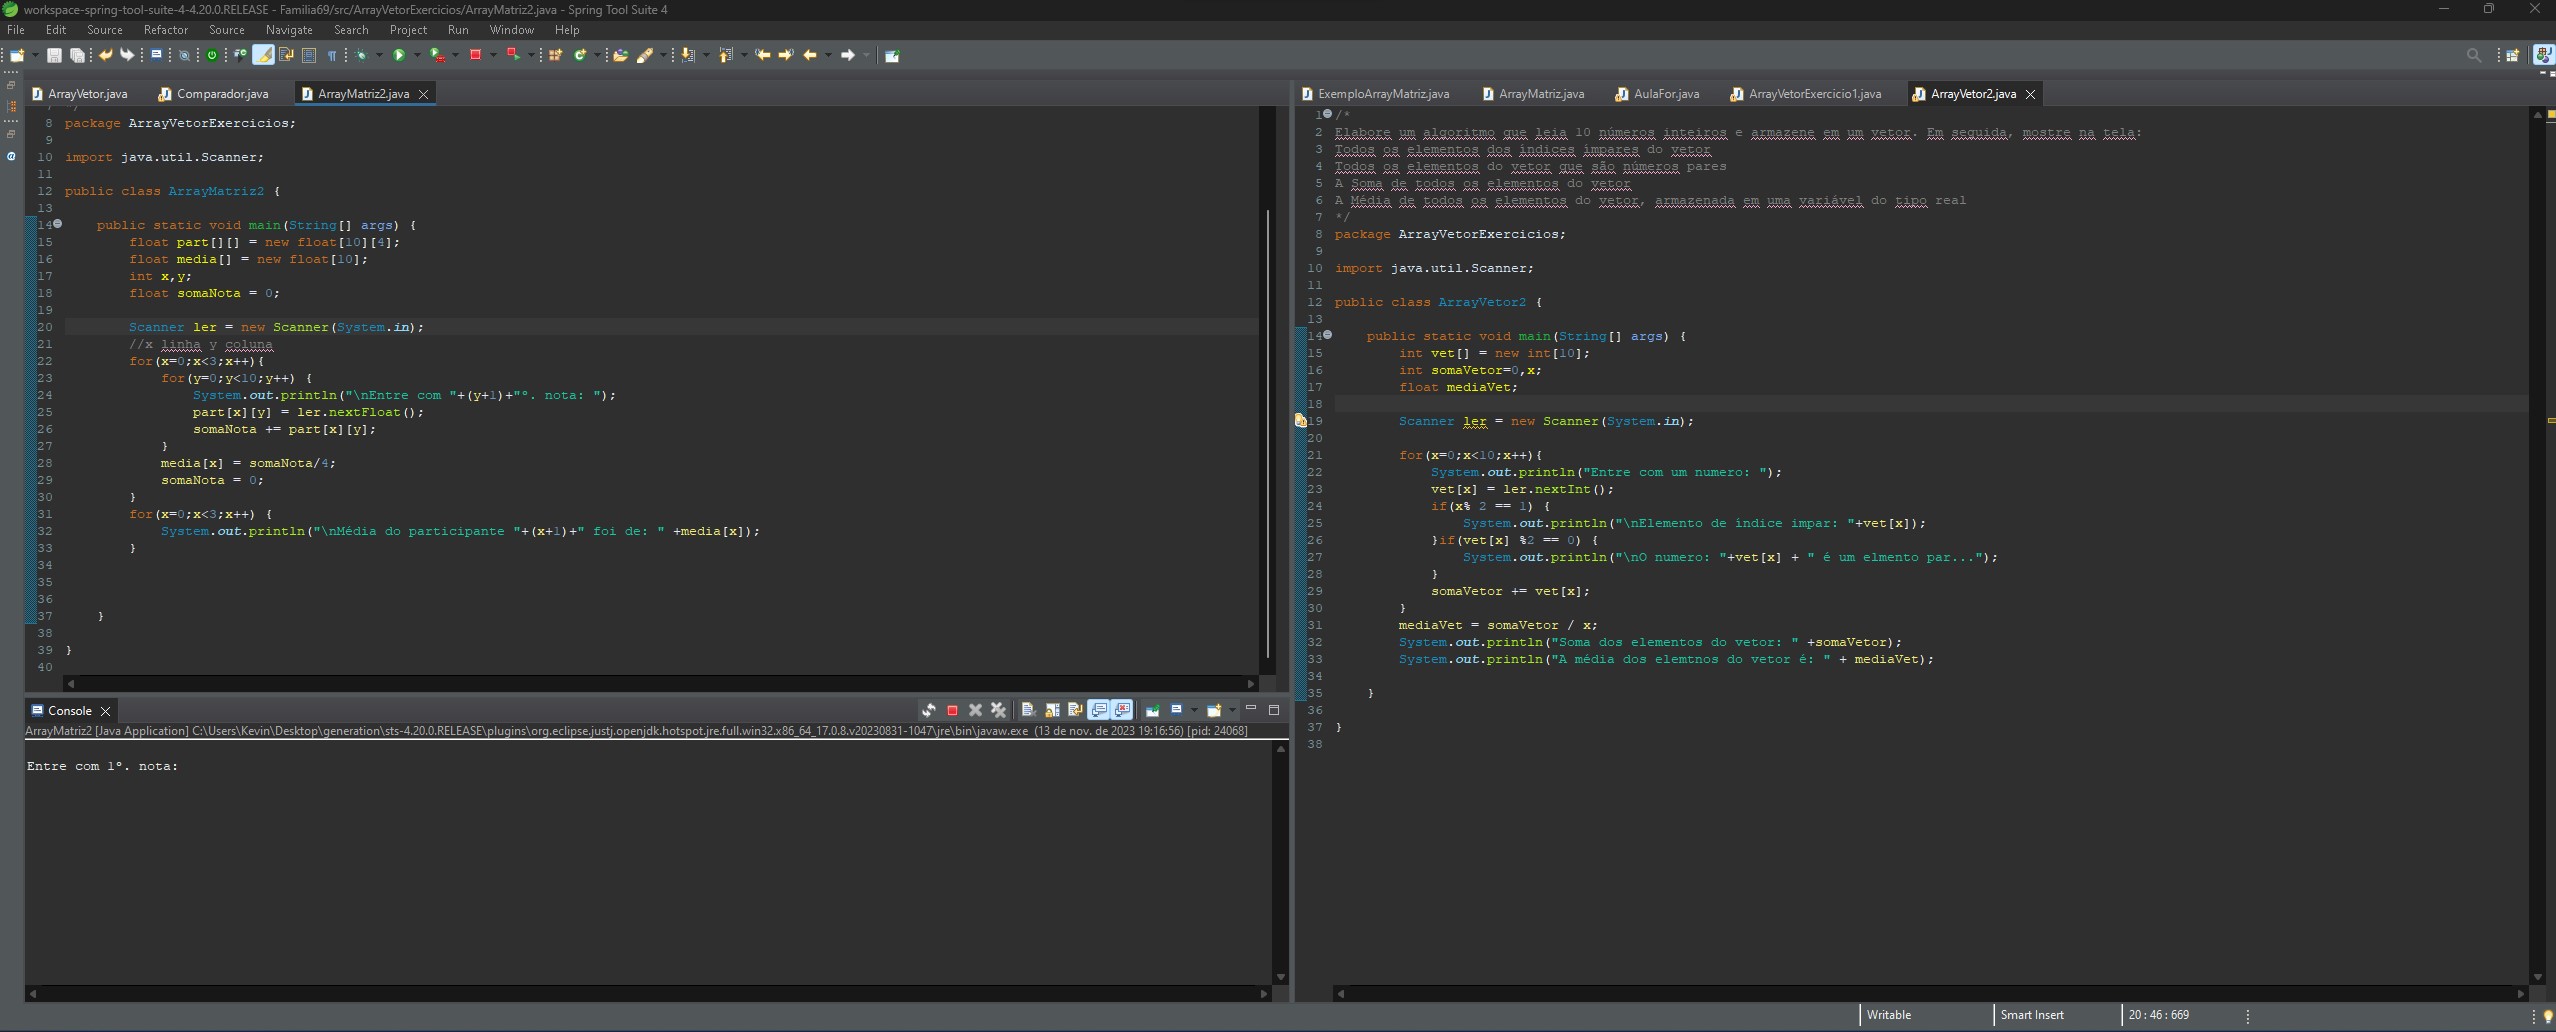 workspace-spring-tool-suite-4-4.20.0.RELEASE - Familia69/src/ArrayVetorExercicios/ArrayMatriz2.java - Spring Tool Suite 4
File Edit Source Refactor Source Navigate Search Project Run Window Help
ArrayVetor.java Comparador.java ArrayMatriz2.java
8 package ArrayVetorExercicios;
9
10 import java.util.Scanner;
11
12 public class ArrayMatriz2 {
13
14 public static void main(String[] args) {
15 float part[][] = new float[10][4];
16 float media[] = new float[10];
17 int x,y;
18 float somaNota = 0;
19
20 Scanner ler = new Scanner(System.in);
21 //x linha y coluna
22 for(x=0;x<3;x++){
23 for(y=0;y<10;y++) {
24 System.out.println("\nEntre com "+(y+1)+"º. nota: ");
25 part[x][y] = ler.nextFloat();
26 somaNota += part[x][y];
27 }
28 media[x] = somaNota/4;
29 somaNota = 0;
30 }
31 for(x=0;x<3;x++) {
32 System.out.println("\nMédia do participante "+(x+1)+" foi de: " +media[x]);
33 }
34
35
36
37 }
38
39 }
40
Console
ArrayMatriz2 [Java Application] C:\Users\Kevin\Desktop\generation\sts-4.20.0.RELEASE\plugins\org.eclipse.justj.openjdk.hotspot.jre.full.win32.x86_64_17.0.8.v20230831-1047\jre\bin\javaw.exe (13 de nov. de 2023 19:16:56) [pid: 24068]
Entre com 1º. nota:
ExemploArrayMatriz.java ArrayMatriz.java AulaFor.java ArrayVetorExercicio1.java ArrayVetor2.java
1 /*
2 Elabore um algoritmo que leia 10 números inteiros e armazene em um vetor. Em seguida, mostre na tela:
3 Todos os elementos dos índices ímpares do vetor
4 Todos os elementos do vetor que são números pares
5 A Soma de todos os elementos do vetor
6 A Média de todos os elementos do vetor, armazenada em uma variável do tipo real
7 */
8 package ArrayVetorExercicios;
9
10 import java.util.Scanner;
11
12 public class ArrayVetor2 {
13
14 public static void main(String[] args) {
15 int vet[] = new int[10];
16 int somaVetor=0,x;
17 float mediaVet;
18
19 Scanner ler = new Scanner(System.in);
20
21 for(x=0;x<10;x++){
22 System.out.println("Entre com um numero: ");
23 vet[x] = ler.nextInt();
24 if(x% 2 == 1) {
25 System.out.println("\nElemento de índice impar: "+vet[x]);
26 }if(vet[x] %2 == 0) {
27 System.out.println("\nO numero: "+vet[x] + " é um elmento par...");
28 }
29 somaVetor += vet[x];
30 }
31 mediaVet = somaVetor / x;
32 System.out.println("Soma dos elementos do vetor: " +somaVetor);
33 System.out.println("A média dos elemtnos do vetor é: " + mediaVet);
34
35 }
36
37 }
38
Writable Smart Insert 20 : 46 : 669